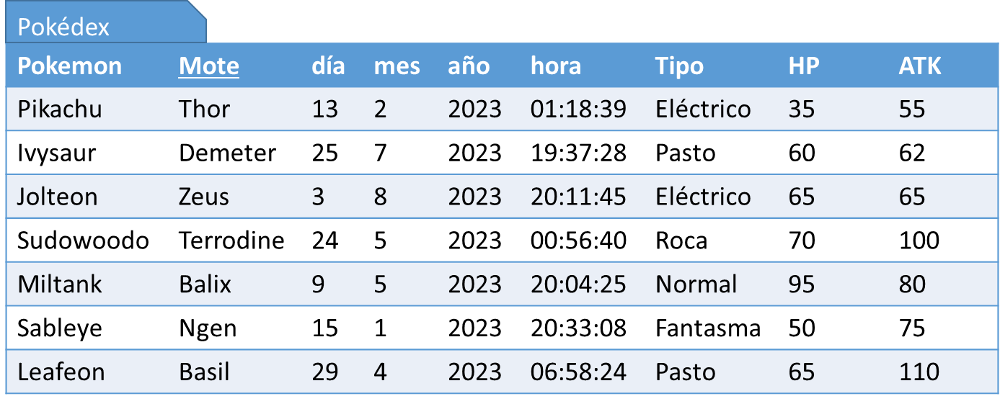 Pokédex
Pokemon Mote día mes año hora Tipo HP ATK
Pikachu Thor 13 2 2023 01:18:39 Eléctrico 35 55
Ivysaur Demeter 25 7 2023 19:37:28 Pasto 60 62
Jolteon Zeus 3 8 2023 20:11:45 Eléctrico 65 65
Sudowoodo Terrodine 24 5 2023 00:56:40 Roca 70 100
Miltank Balix 9 5 2023 20:04:25 Normal 95 80
Sableye Ngen 15 1 2023 20:33:08 Fantasma 50 75
Leafeon Basil 29 4 2023 06:58:24 Pasto 65 110